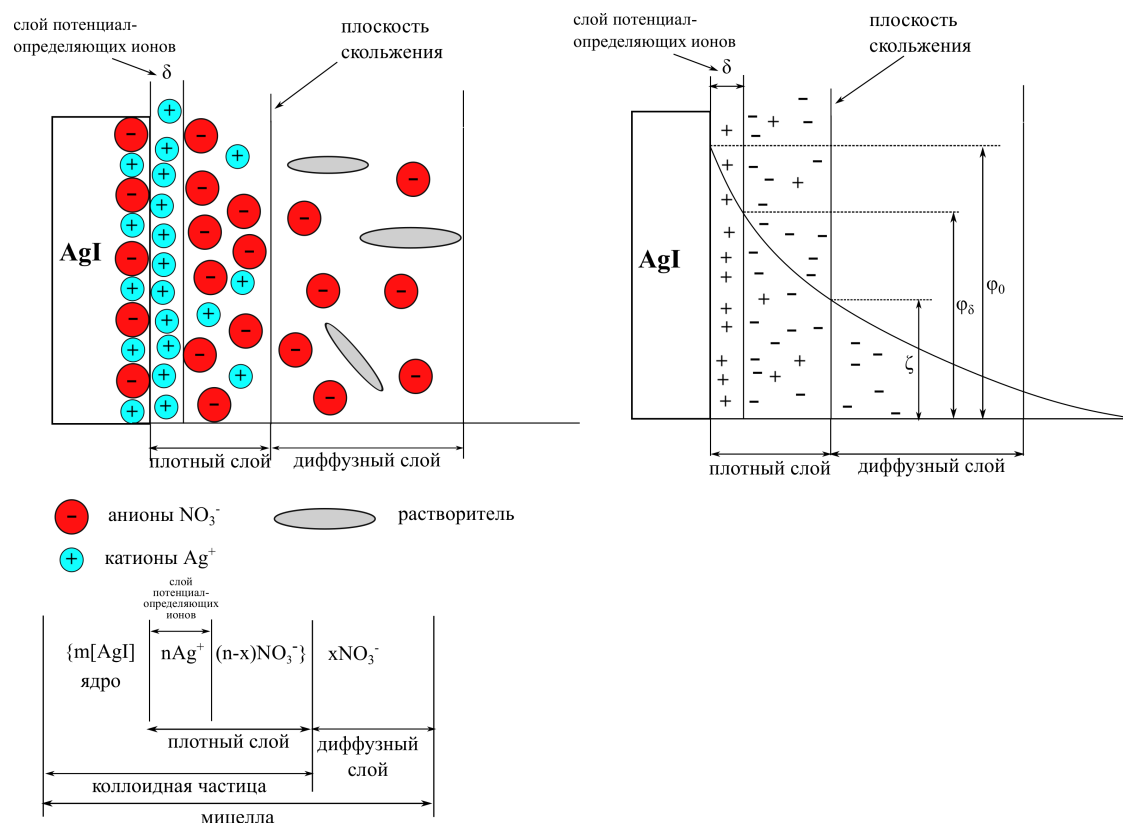 слой потенциал-
определяющих ионов
δ
плоскость
скольжения
AgI
плотный слой
диффузный слой
анионы NO₃⁻
растворитель
катионы Ag⁺
слой потенциал-
определяющих ионов
δ
плоскость
скольжения
AgI
φ₀
φδ
ζ
плотный слой
диффузный слой
слой
потенциал-
определяющих
ионов
{m[AgI] nAg⁺ (n-x)NO₃⁻} xNO₃⁻
ядро
плотный слой
диффузный
слой
коллоидная частица
мицелла